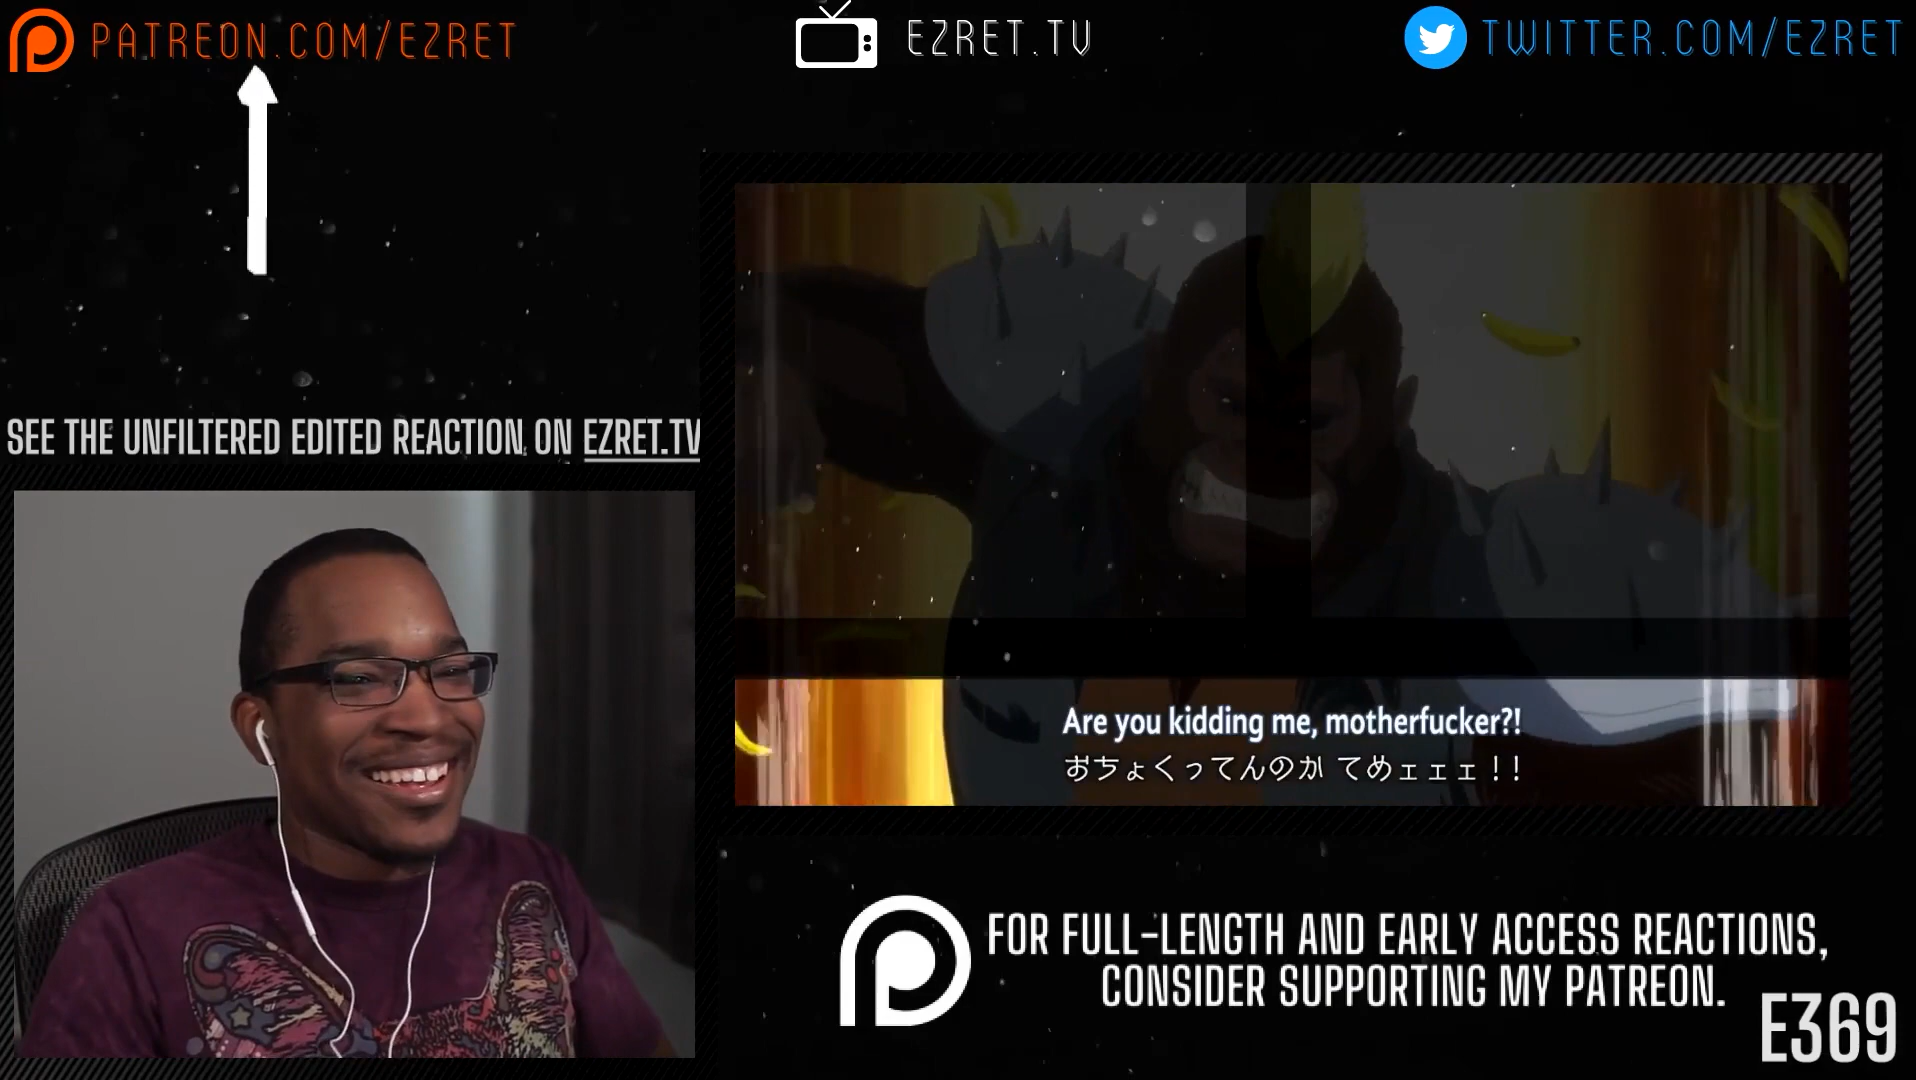 PATREON.COM/EZRET
EZRET.TV
TWITTER.COM/EZRET
SEE THE UNFILTERED EDITED REACTION ON EZRET.TV
Are you kidding me, motherfucker?!
おちょくってんのか てめェェェ!!
FOR FULL-LENGTH AND EARLY ACCESS REACTIONS,
CONSIDER SUPPORTING MY PATREON.
E369